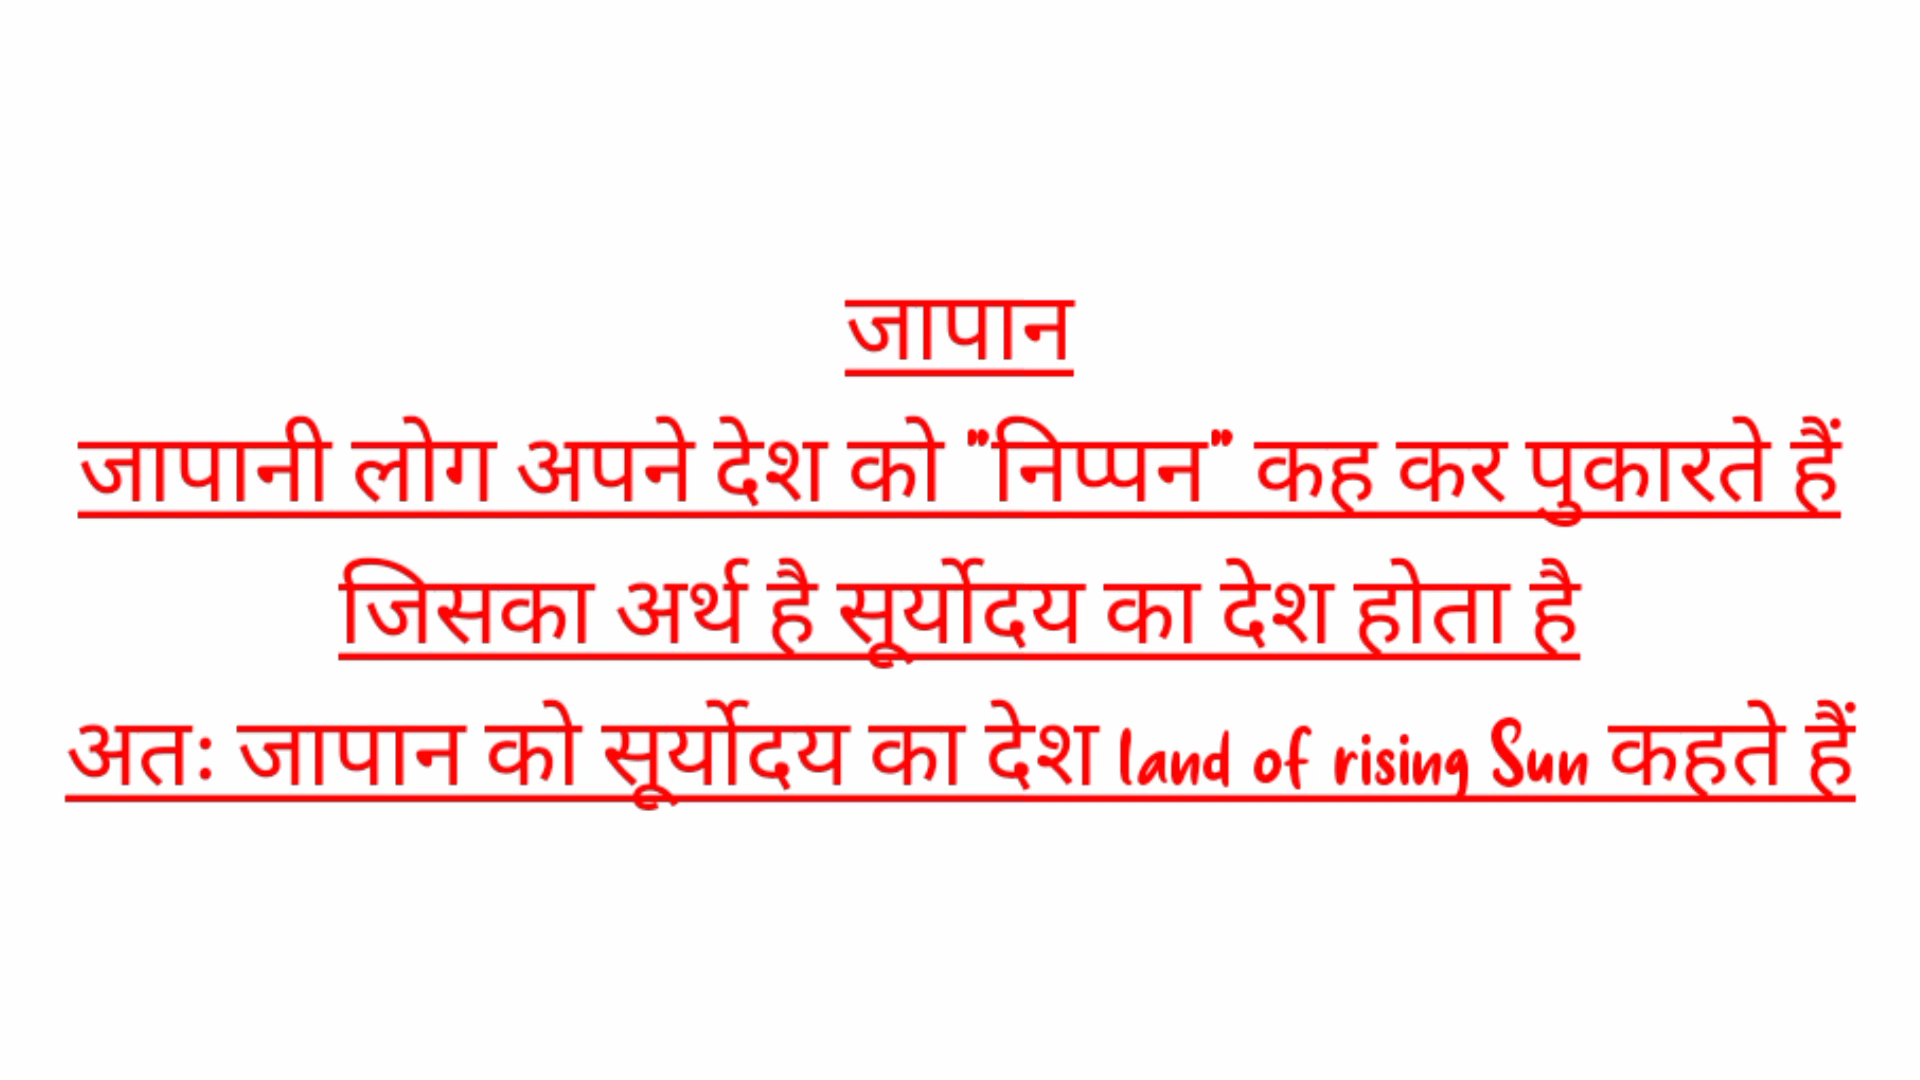 जापान
जापानी लोग अपने देश को "निप्पन" कह कर पुकारते हैं
जिसका अर्थ है सूर्योदय का देश होता है
अतः जापान को सूर्योदय का देश land of rising Sun कहते हैं